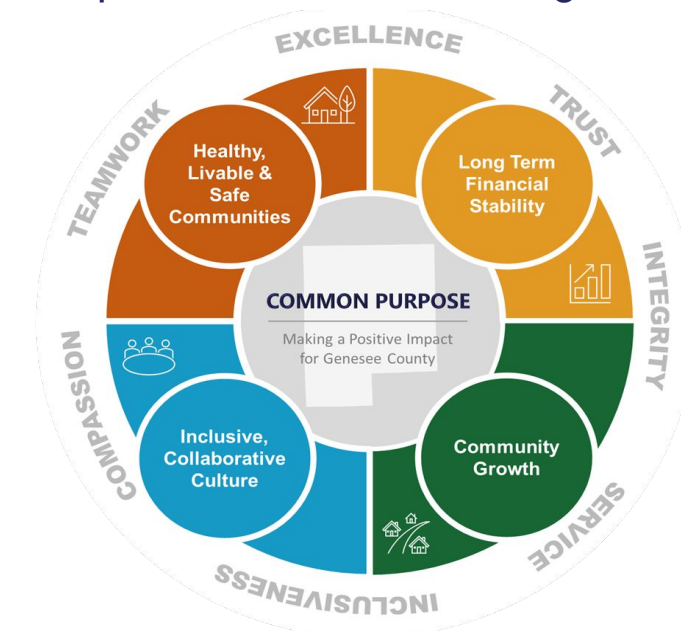 EXCELLENCE
TRUST
INTEGRITY
SERVICE
INCLUSIVENESS
COMPASSION
TEAMWORK
Healthy,
Livable &
Safe
Communities
Long Term
Financial
Stability
COMMON PURPOSE
Making a Positive Impact
for Genesee County
Inclusive,
Collaborative
Culture
Community
Growth